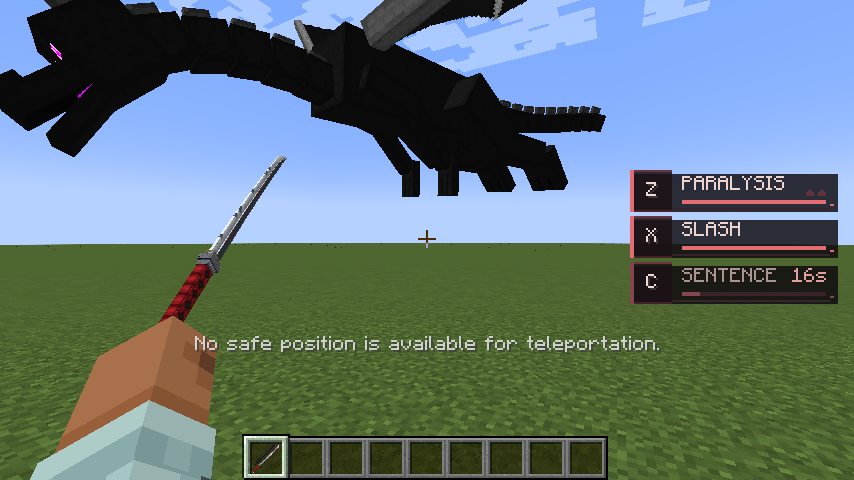 Z PARALYSIS
X SLASH
C SENTENCE 16s
No safe position is available for teleportation.